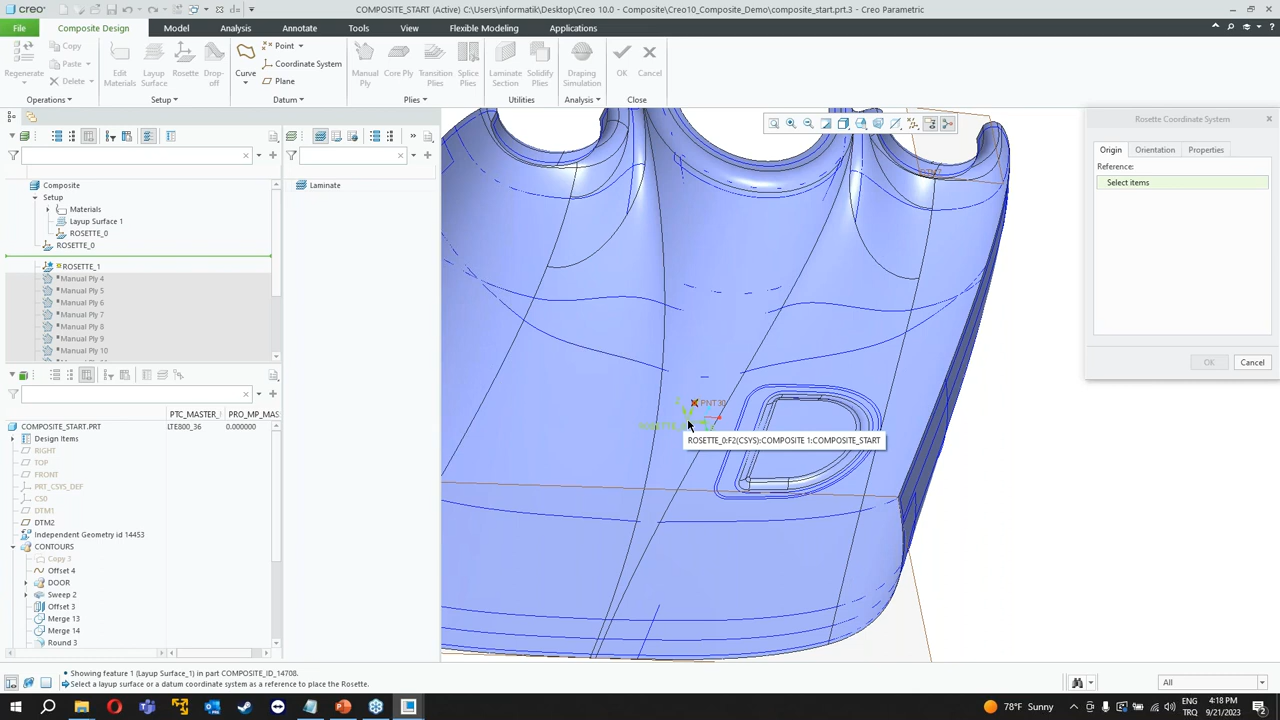 creo
COMPOSITE_START (Active) C:\Users\informatik\Desktop\Creo 10.0 - Composite\Creo10_Composite_Demo\composite_start.prt.3 - Creo Parametric
File
Composite Design
Model
Analysis
Annotate
Tools
View
Flexible Modeling
Applications
Regenerate
Copy
Paste
Delete
Edit Materials
Layup Surface
Rosette
Drop-off
Curve
Point
Coordinate System
Plane
Manual Ply
Core Ply
Transition Plies
Splice Plies
Laminate Section
Solidify Plies
Draping Simulation
OK
Cancel
Operations
Setup
Datum
Plies
Utilities
Analysis
Close
Composite
Setup
Materials
Layup Surface 1
ROSETTE_0
ROSETTE_0
*ROSETTE_1
*Manual Ply 4
*Manual Ply 5
*Manual Ply 6
*Manual Ply 7
*Manual Ply 8
*Manual Ply 9
*Manual Ply 10
Laminate
PTC_MASTER_
PRO_MP_MAS
COMPOSITE_START.PRT
LTE800_36
0.000000
Design Items
RIGHT
TOP
FRONT
PRT_CSYS_DEF
CS0
DTM1
DTM2
Independent Geometry id 14453
CONTOURS
Copy 3
Offset 4
DOOR
Sweep 2
Offset 3
Merge 13
Merge 14
Round 3
PNT30
ROSETTE_0:F2(CSYS):COMPOSITE 1:COMPOSITE_START
Rosette Coordinate System
Origin
Orientation
Properties
Reference:
Select items
OK
Cancel
• Showing feature 1 (Layup Surface_1) in part COMPOSITE_ID_14708.
Select a layup surface or a datum coordinate system as a reference to place the Rosette.
All
78°F Sunny
ENG
TRQ
4:18 PM
9/21/2023
2